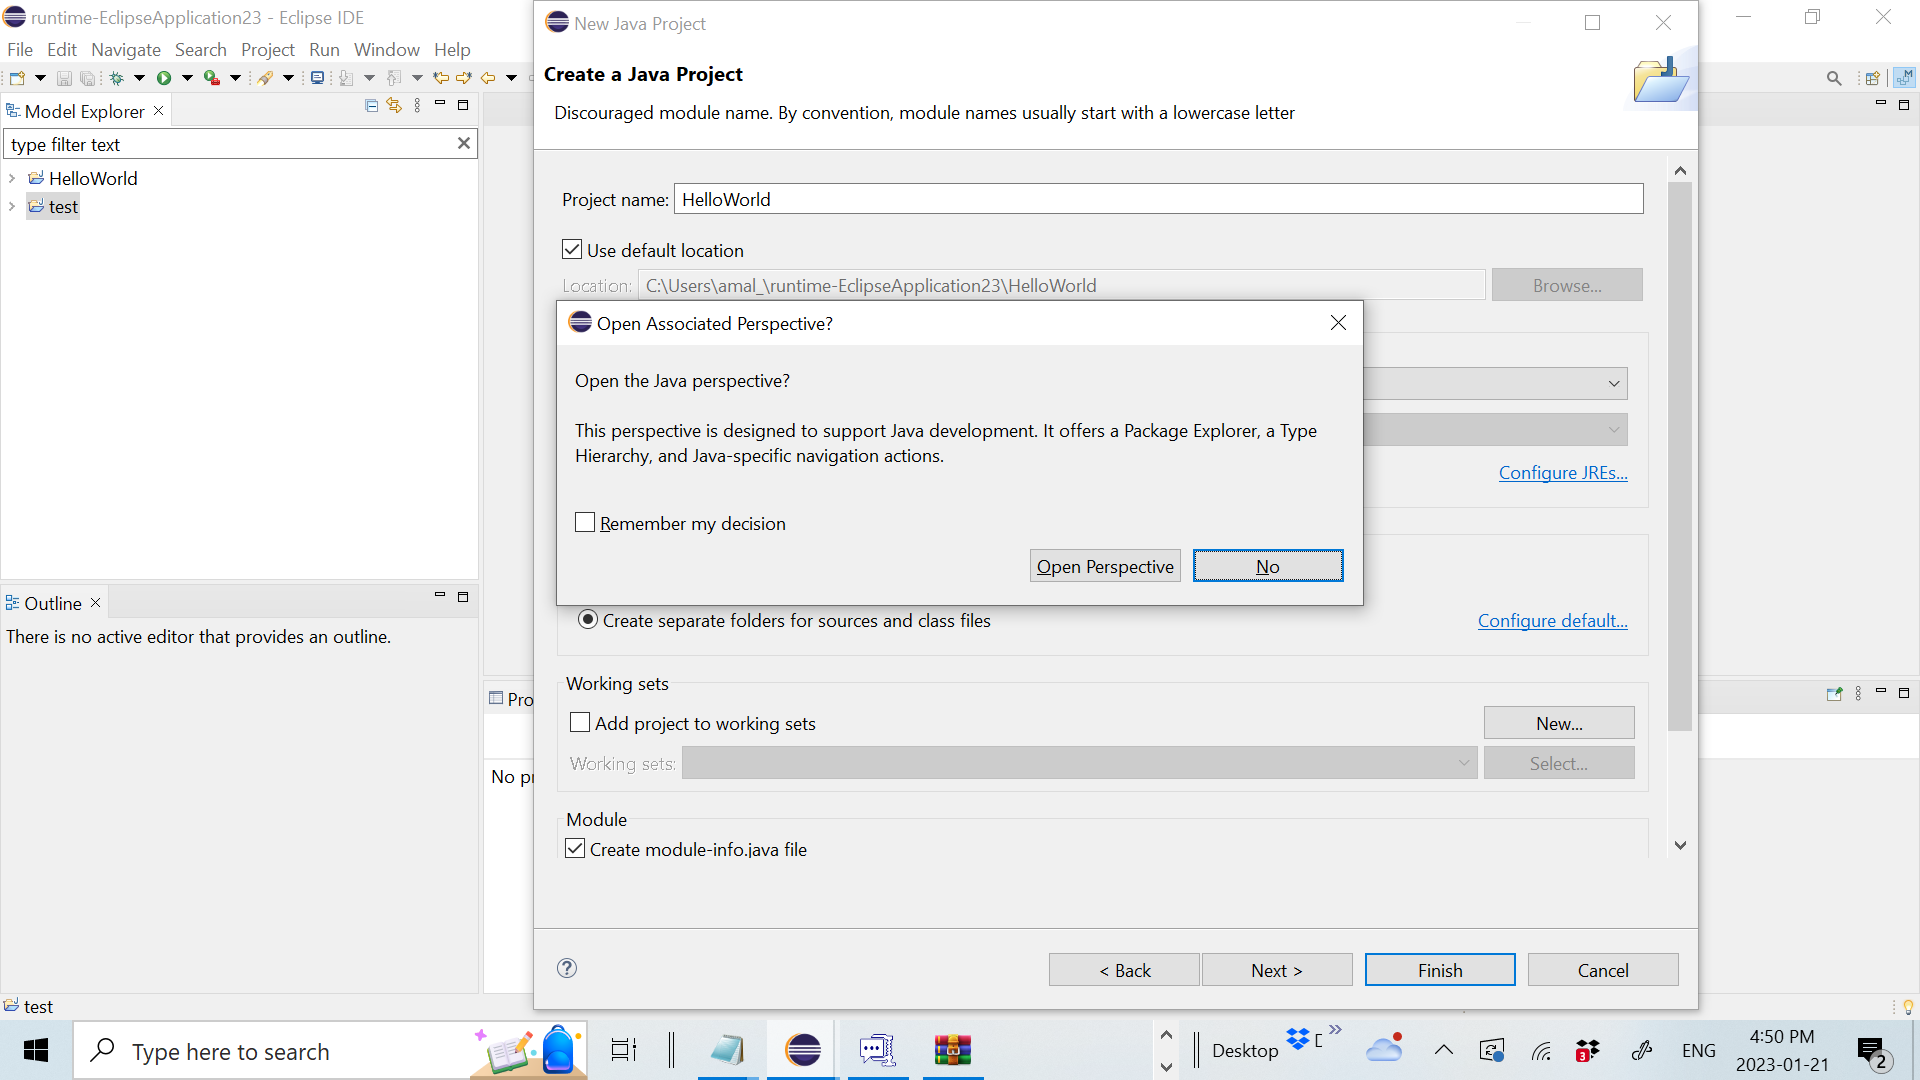 runtime-EclipseApplication23 - Eclipse IDE
File Edit Navigate Search Project Run Window Help
Model Explorer
type filter text
HelloWorld
test
Outline
There is no active editor that provides an outline.
test
Pro
No pr
New Java Project
Create a Java Project
Discouraged module name. By convention, module names usually start with a lowercase letter
Project name: HelloWorld
Use default location
Location: C:\Users\amal_\runtime-EclipseApplication23\HelloWorld Browse...
Open Associated Perspective?
Open the Java perspective?
This perspective is designed to support Java development. It offers a Package Explorer, a Type
Hierarchy, and Java-specific navigation actions.
Remember my decision
Open Perspective No
Configure JREs...
Create separate folders for sources and class files Configure default...
Working sets
Add project to working sets New...
Working sets: Select...
Module
Create module-info.java file
< Back Next > Finish Cancel
Type here to search
Desktop
3
ENG
4:50 PM
2023-01-21
2